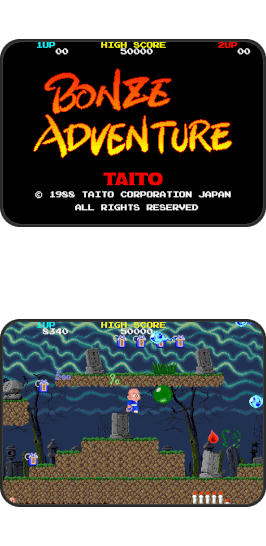 1UP HIGH SCORE 2UP
00 50000 00
BONZE
ADVENTURE
TAITO
© 1988 TAITO CORPORATION JAPAN
ALL RIGHTS RESERVED
1UP HIGH SCORE
8340 50000